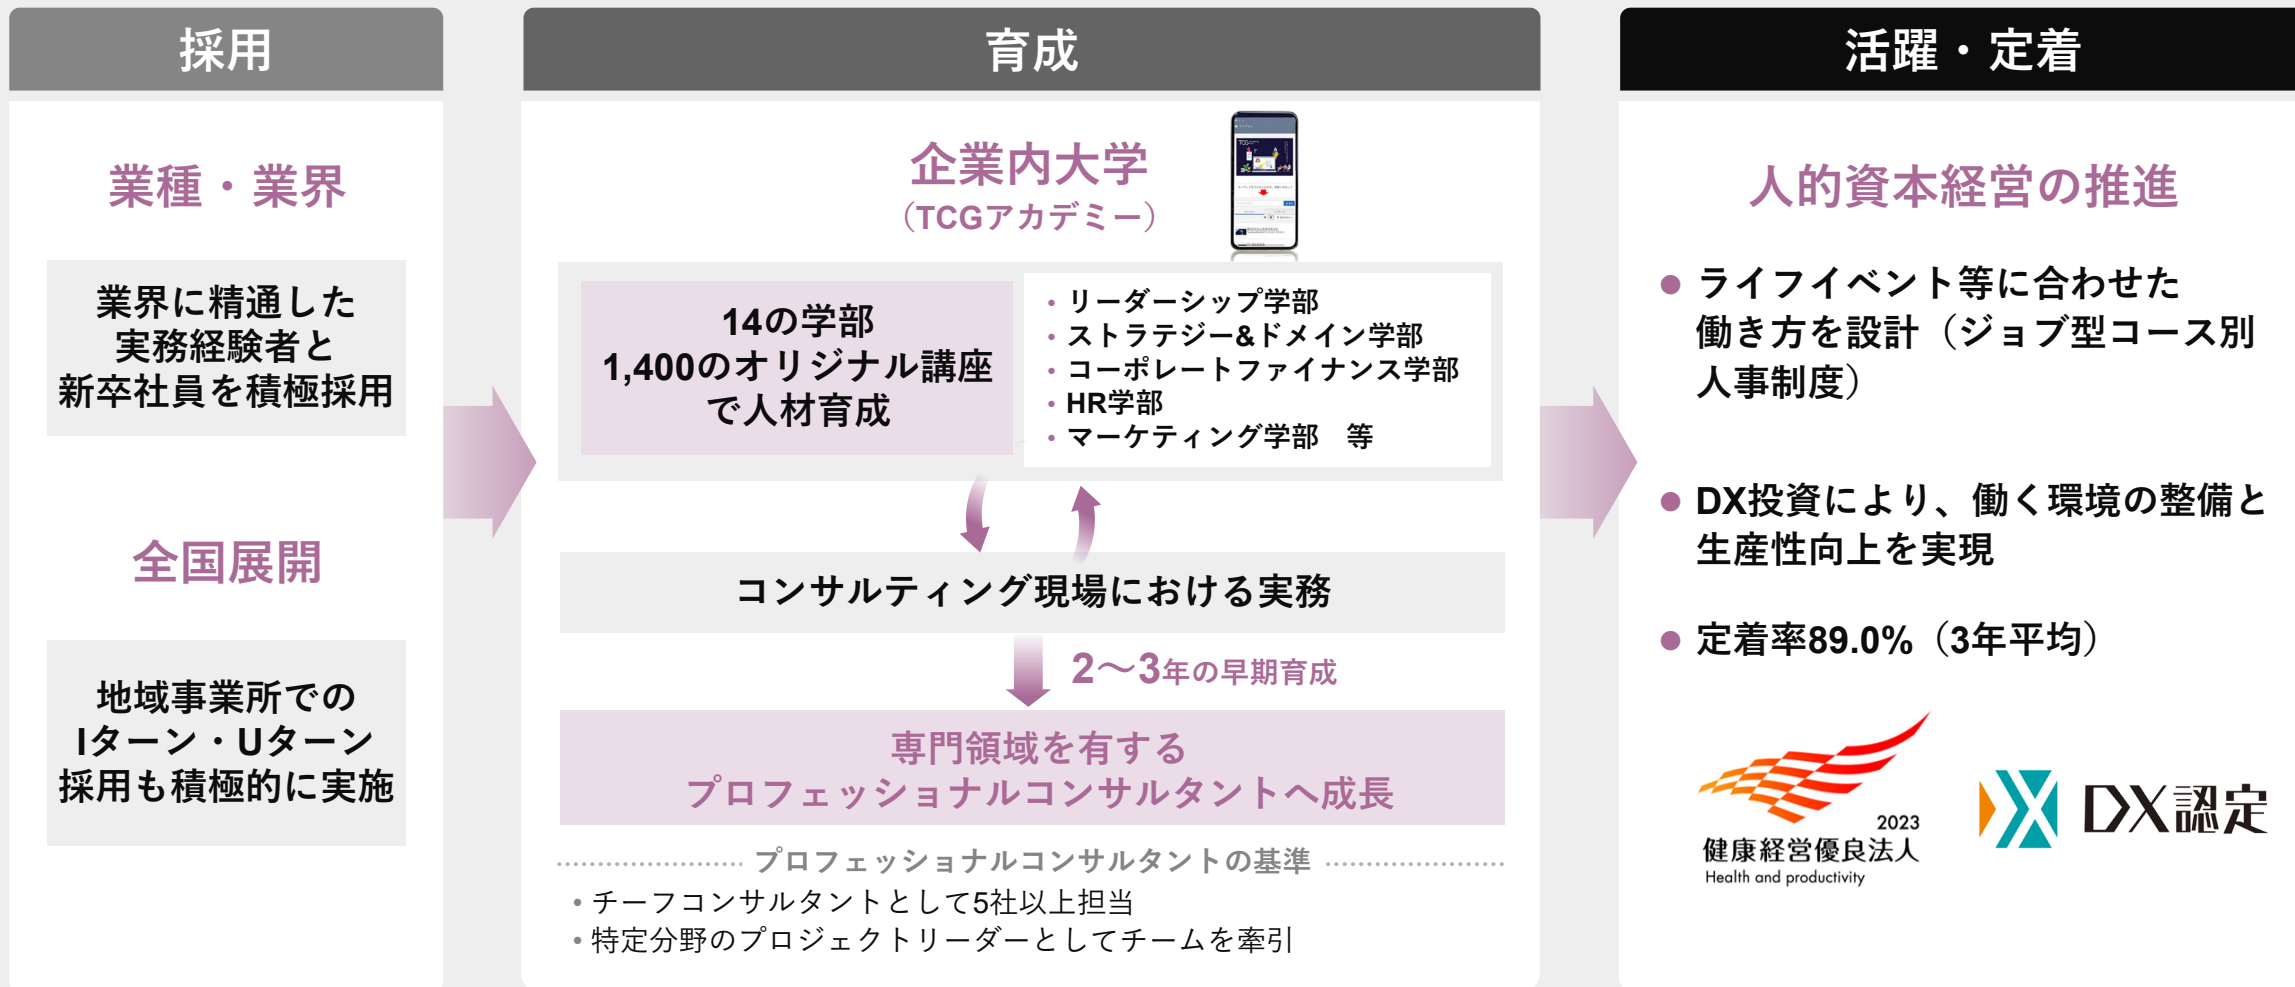 採用
業種・業界
業界に精通した
実務経験者と
新卒社員を積極採用
全国展開
地域事業所での
Iターン・Uターン
採用も積極的に実施
育成
企業内大学
（TCGアカデミー）
TCG
14の学部
1,400のオリジナル講座
で人材育成
・リーダーシップ学部
・ストラテジー&ドメイン学部
・コーポレートファイナンス学部
・HR学部
・マーケティング学部　等
コンサルティング現場における実務
2〜3年の早期育成
専門領域を有する
プロフェッショナルコンサルタントへ成長
プロフェッショナルコンサルタントの基準
・チーフコンサルタントとして5社以上担当
・特定分野のプロジェクトリーダーとしてチームを牽引
活躍・定着
人的資本経営の推進
● ライフイベント等に合わせた
働き方を設計（ジョブ型コース別
人事制度）
● DX投資により、働く環境の整備と
生産性向上を実現
● 定着率89.0%（3年平均）
2023
健康経営優良法人
Health and productivity
DX認定